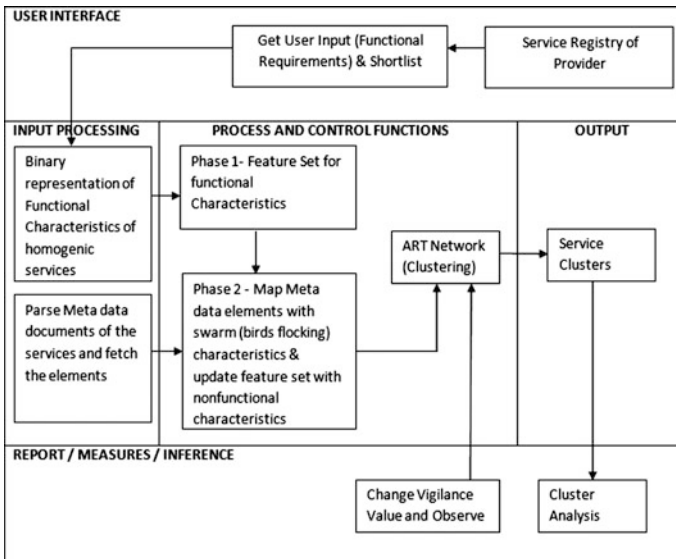 USER INTERFACE
Get User Input (Functional
Requirements) & Shortlist
Service Registry of
Provider
INPUT PROCESSING
PROCESS AND CONTROL FUNCTIONS
OUTPUT
Binary
representation of
Functional
Characteristics of
homogenic
services
Phase 1- Feature Set for
functional
Characteristics
ART Network
(Clustering)
Service
Clusters
Parse Meta data
documents of the
services and fetch
the elements
Phase 2 - Map Meta
data elements with
swarm (birds flocking)
characteristics &
update feature set with
nonfunctional
characteristics
REPORT / MEASURES / INFERENCE
Change Vigilance
Value and Observe
Cluster
Analysis